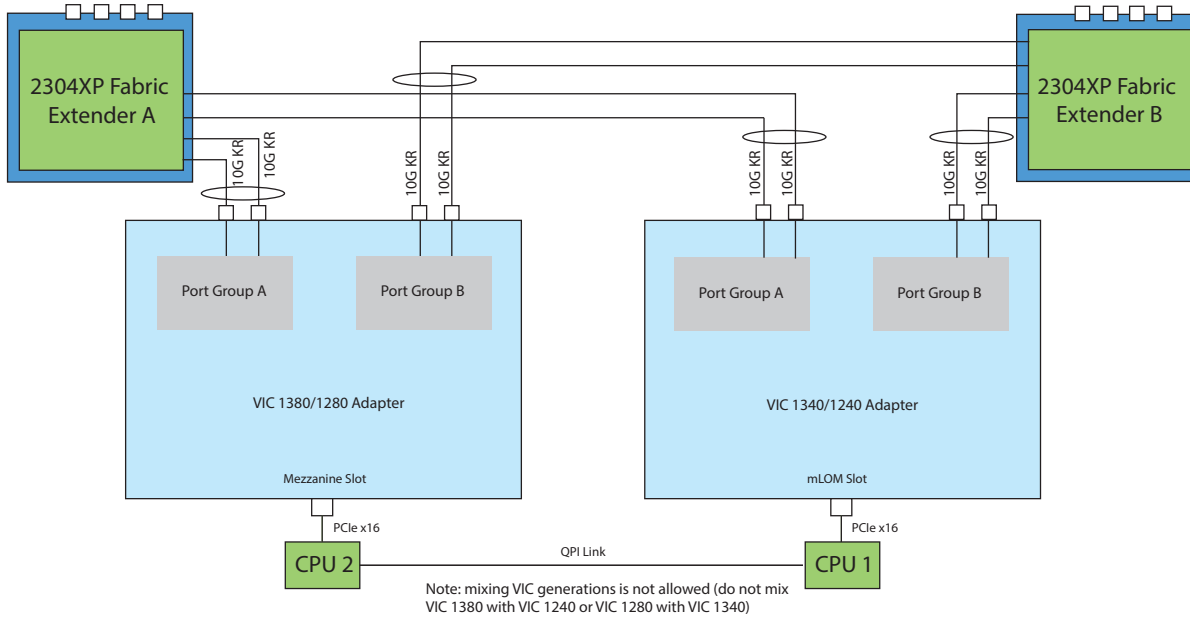 2304XP Fabric
Extender A
2304XP Fabric
Extender B
10G KR
10G KR
10G KR
10G KR
10G KR
10G KR
10G KR
10G KR
Port Group A
Port Group B
Port Group A
Port Group B
VIC 1380/1280 Adapter
VIC 1340/1240 Adapter
Mezzanine Slot
mLOM Slot
PCIe x16
PCIe x16
CPU 2
QPI Link
CPU 1
Note: mixing VIC generations is not allowed (do not mix
VIC 1380 with VIC 1240 or VIC 1280 with VIC 1340)